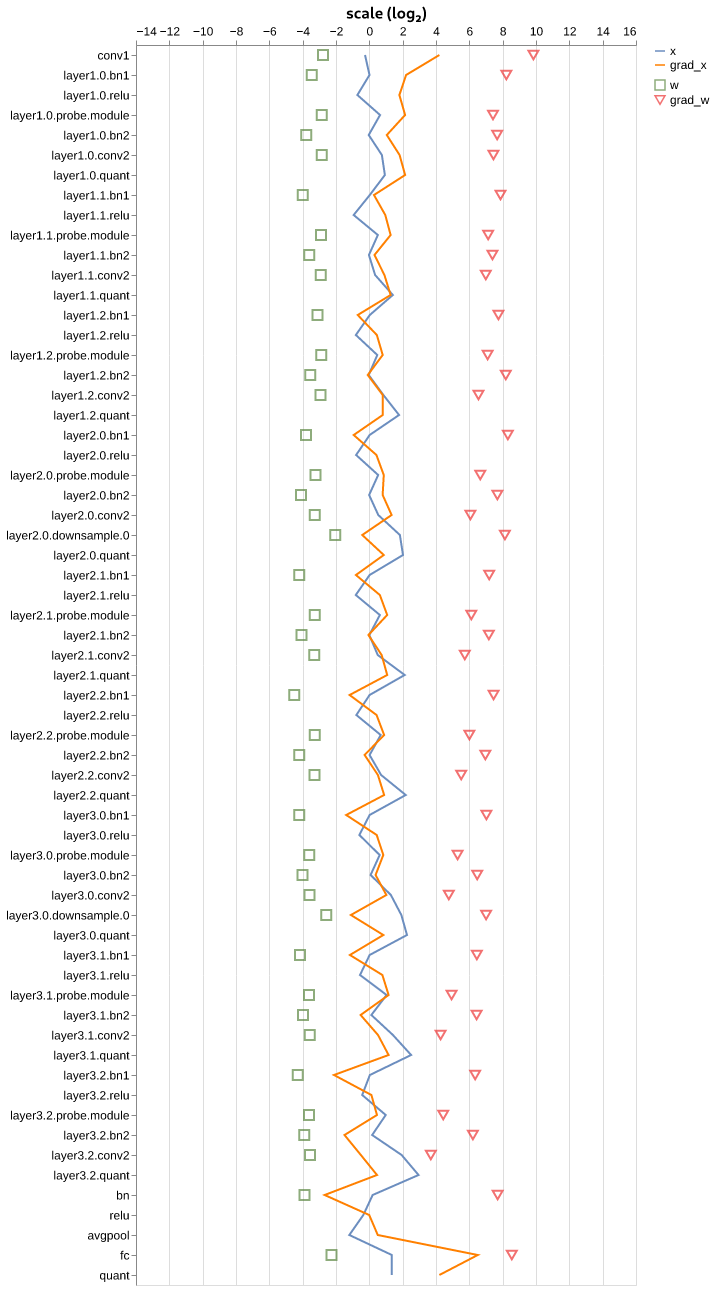 scale (log₂)
−14 −12 −10 −8 −6 −4 −2 0 2 4 6 8 10 12 14 16
x
grad_x
w
grad_w
conv1
layer1.0.bn1
layer1.0.relu
layer1.0.probe.module
layer1.0.bn2
layer1.0.conv2
layer1.0.quant
layer1.1.bn1
layer1.1.relu
layer1.1.probe.module
layer1.1.bn2
layer1.1.conv2
layer1.1.quant
layer1.2.bn1
layer1.2.relu
layer1.2.probe.module
layer1.2.bn2
layer1.2.conv2
layer1.2.quant
layer2.0.bn1
layer2.0.relu
layer2.0.probe.module
layer2.0.bn2
layer2.0.conv2
layer2.0.downsample.0
layer2.0.quant
layer2.1.bn1
layer2.1.relu
layer2.1.probe.module
layer2.1.bn2
layer2.1.conv2
layer2.1.quant
layer2.2.bn1
layer2.2.relu
layer2.2.probe.module
layer2.2.bn2
layer2.2.conv2
layer2.2.quant
layer3.0.bn1
layer3.0.relu
layer3.0.probe.module
layer3.0.bn2
layer3.0.conv2
layer3.0.downsample.0
layer3.0.quant
layer3.1.bn1
layer3.1.relu
layer3.1.probe.module
layer3.1.bn2
layer3.1.conv2
layer3.1.quant
layer3.2.bn1
layer3.2.relu
layer3.2.probe.module
layer3.2.bn2
layer3.2.conv2
layer3.2.quant
bn
relu
avgpool
fc
quant